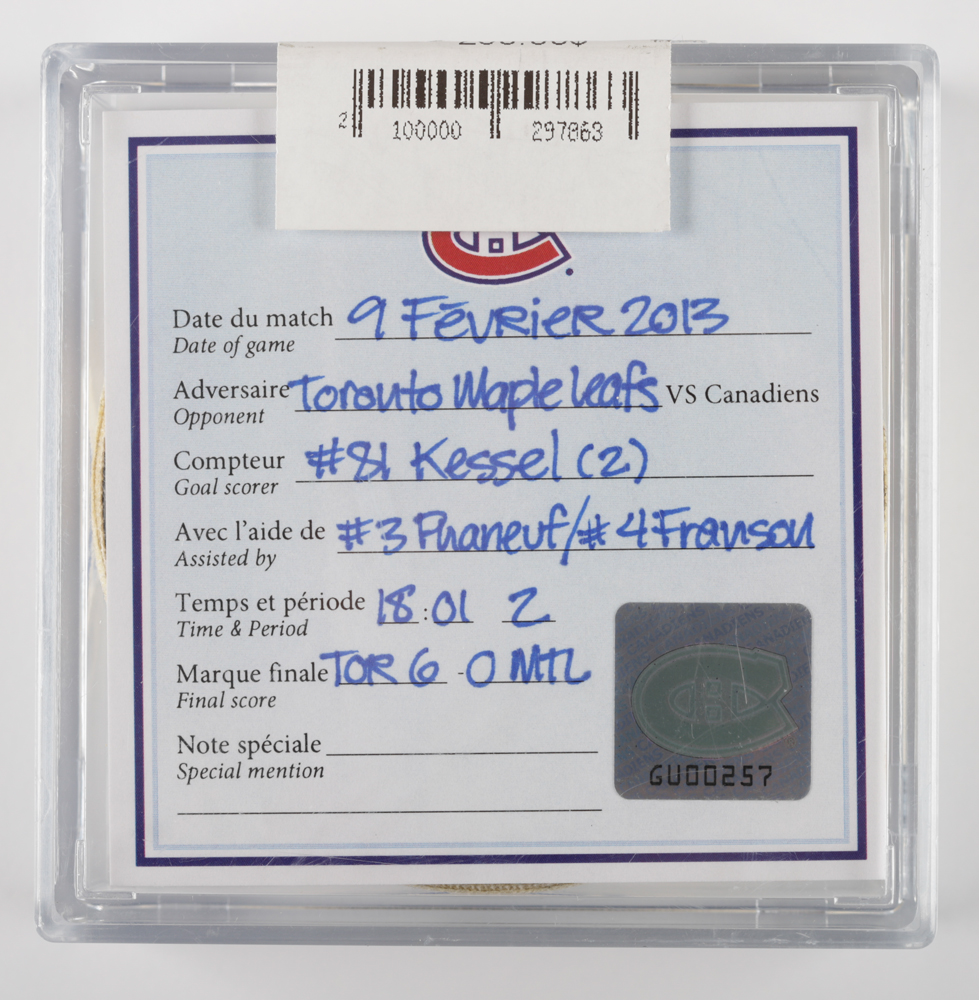 2 100000 297863
Date du match 9 Février 2013
Date of game
Adversaire Toronto Maple Leafs VS Canadiens
Opponent
Compteur #81 Kessel (2)
Goal scorer
Avec l'aide de #3 Phaneuf/#4 Franson
Assisted by
Temps et période 18:01 2
Time & Period
Marque finale TOR 6 - 0 MTL
Final score
Note spéciale
Special mention
GU00257